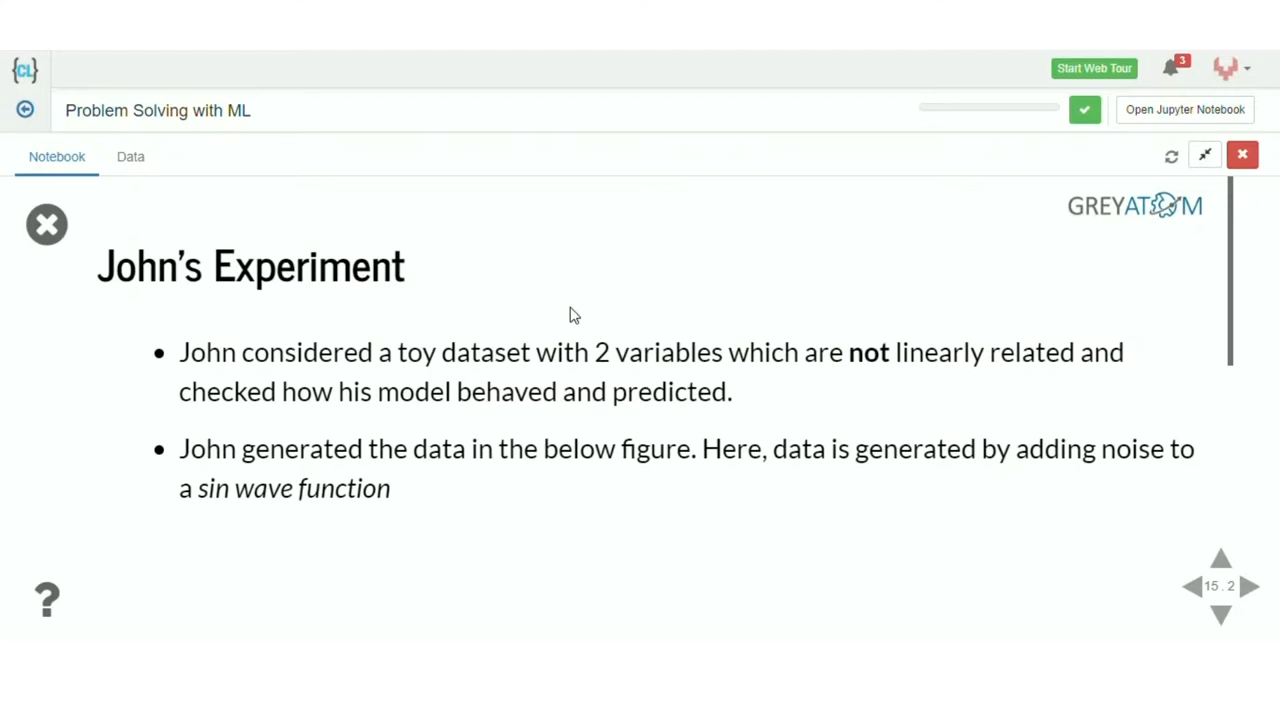 {CL}
Start Web Tour
3
Problem Solving with ML
Open Jupyter Notebook
Notebook
Data
GREYATOM
John's Experiment
• John considered a toy dataset with 2 variables which are not linearly related and
checked how his model behaved and predicted.
• John generated the data in the below figure. Here, data is generated by adding noise to
a sin wave function
?
15.2